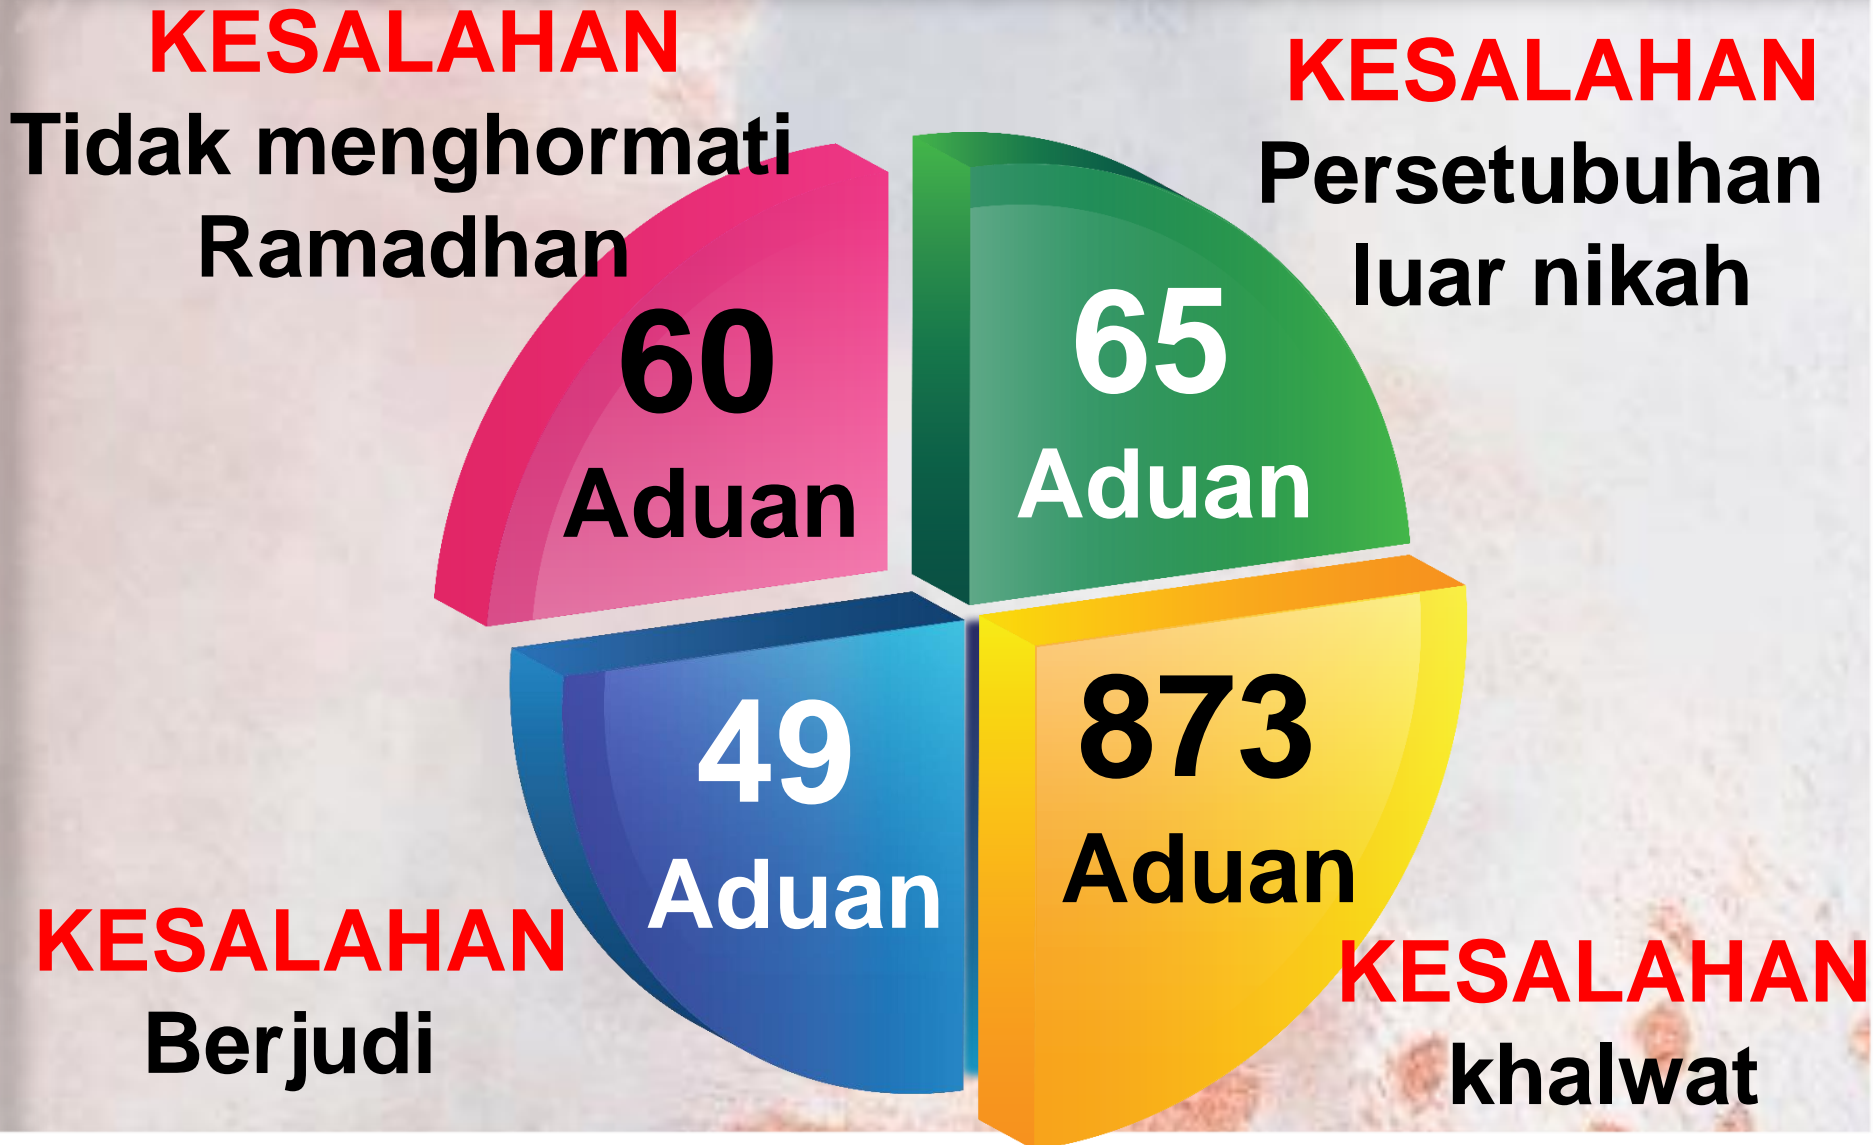 KESALAHAN
Tidak menghormati
Ramadhan
60
Aduan
KESALAHAN
Persetubuhan
luar nikah
65
Aduan
49
Aduan
KESALAHAN
Berjudi
873
Aduan
KESALAHAN
khalwat